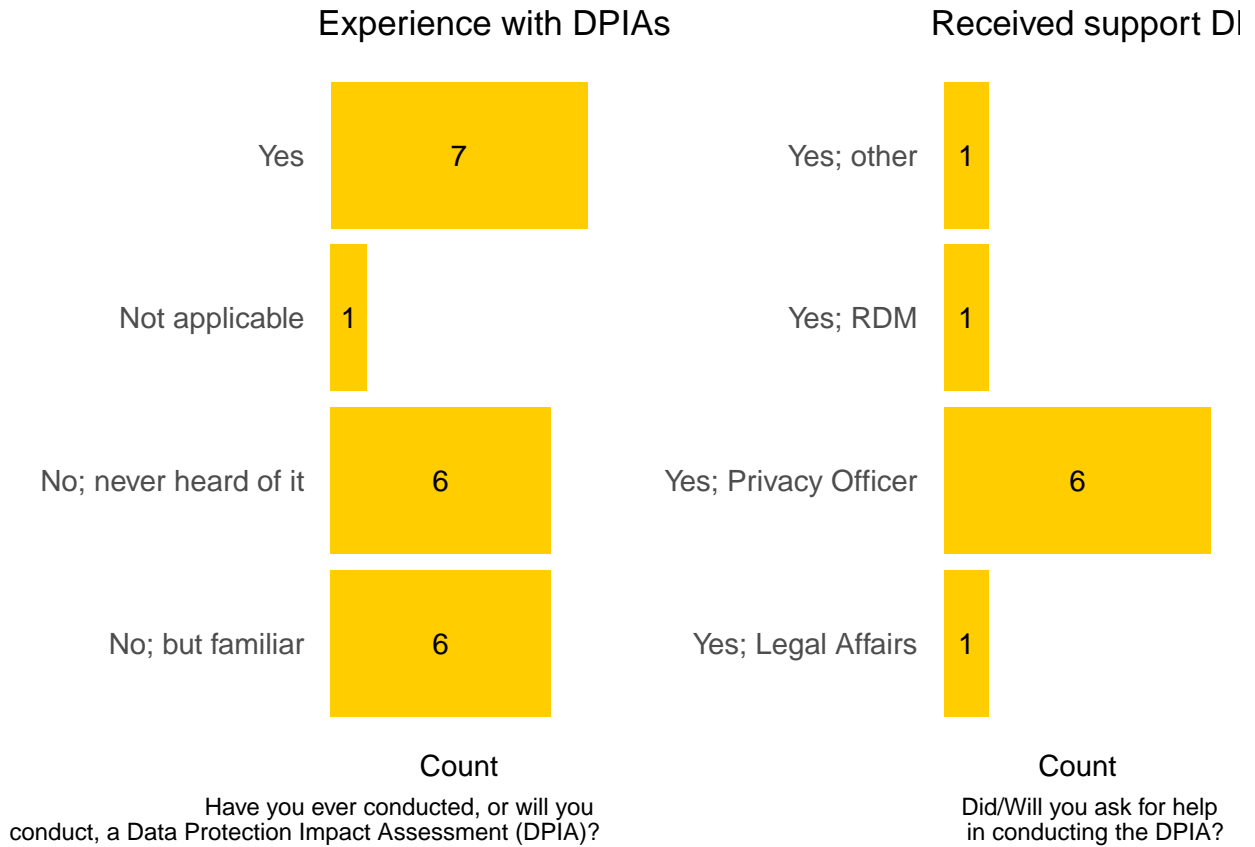 Experience with DPIAs
Yes
7
Not applicable
1
No; never heard of it
6
No; but familiar
6
Count
Have you ever conducted, or will you
conduct, a Data Protection Impact Assessment (DPIA)?
Received support
Yes; other
1
Yes; RDM
1
Yes; Privacy Officer
6
Yes; Legal Affairs
1
Count
Did/Will you ask for help
in conducting the DPIA?